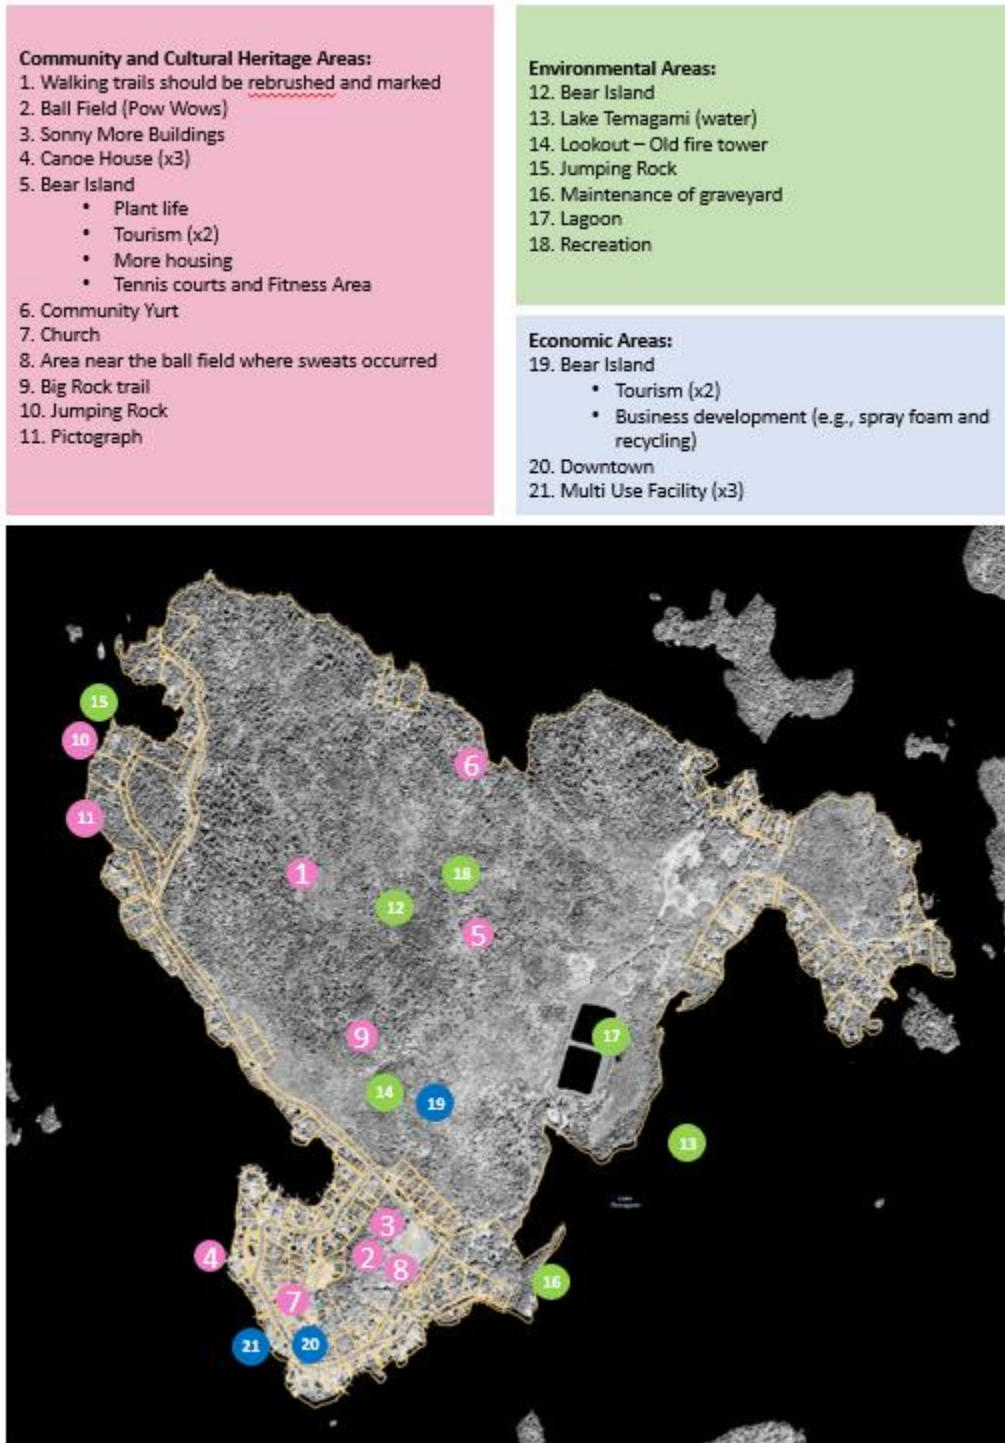 Community and Cultural Heritage Areas:
1. Walking trails should be rebrushed and marked
2. Ball Field (Pow Wows)
3. Sonny More Buildings
4. Canoe House (x3)
5. Bear Island
• Plant life
• Tourism (x2)
• More housing
• Tennis courts and Fitness Area
6. Community Yurt
7. Church
8. Area near the ball field where sweats occurred
9. Big Rock trail
10. Jumping Rock
11. Pictograph
Environmental Areas:
12. Bear Island
13. Lake Temagami (water)
14. Lookout – Old fire tower
15. Jumping Rock
16. Maintenance of graveyard
17. Lagoon
18. Recreation
Economic Areas:
19. Bear Island
• Tourism (x2)
• Business development (e.g., spray foam and
recycling)
20. Downtown
21. Multi Use Facility (x3)
15
10
6
11
1
18
12
5
9
17
14
19
13
3
4
2
8
16
7
21
20
Lake
Temagami